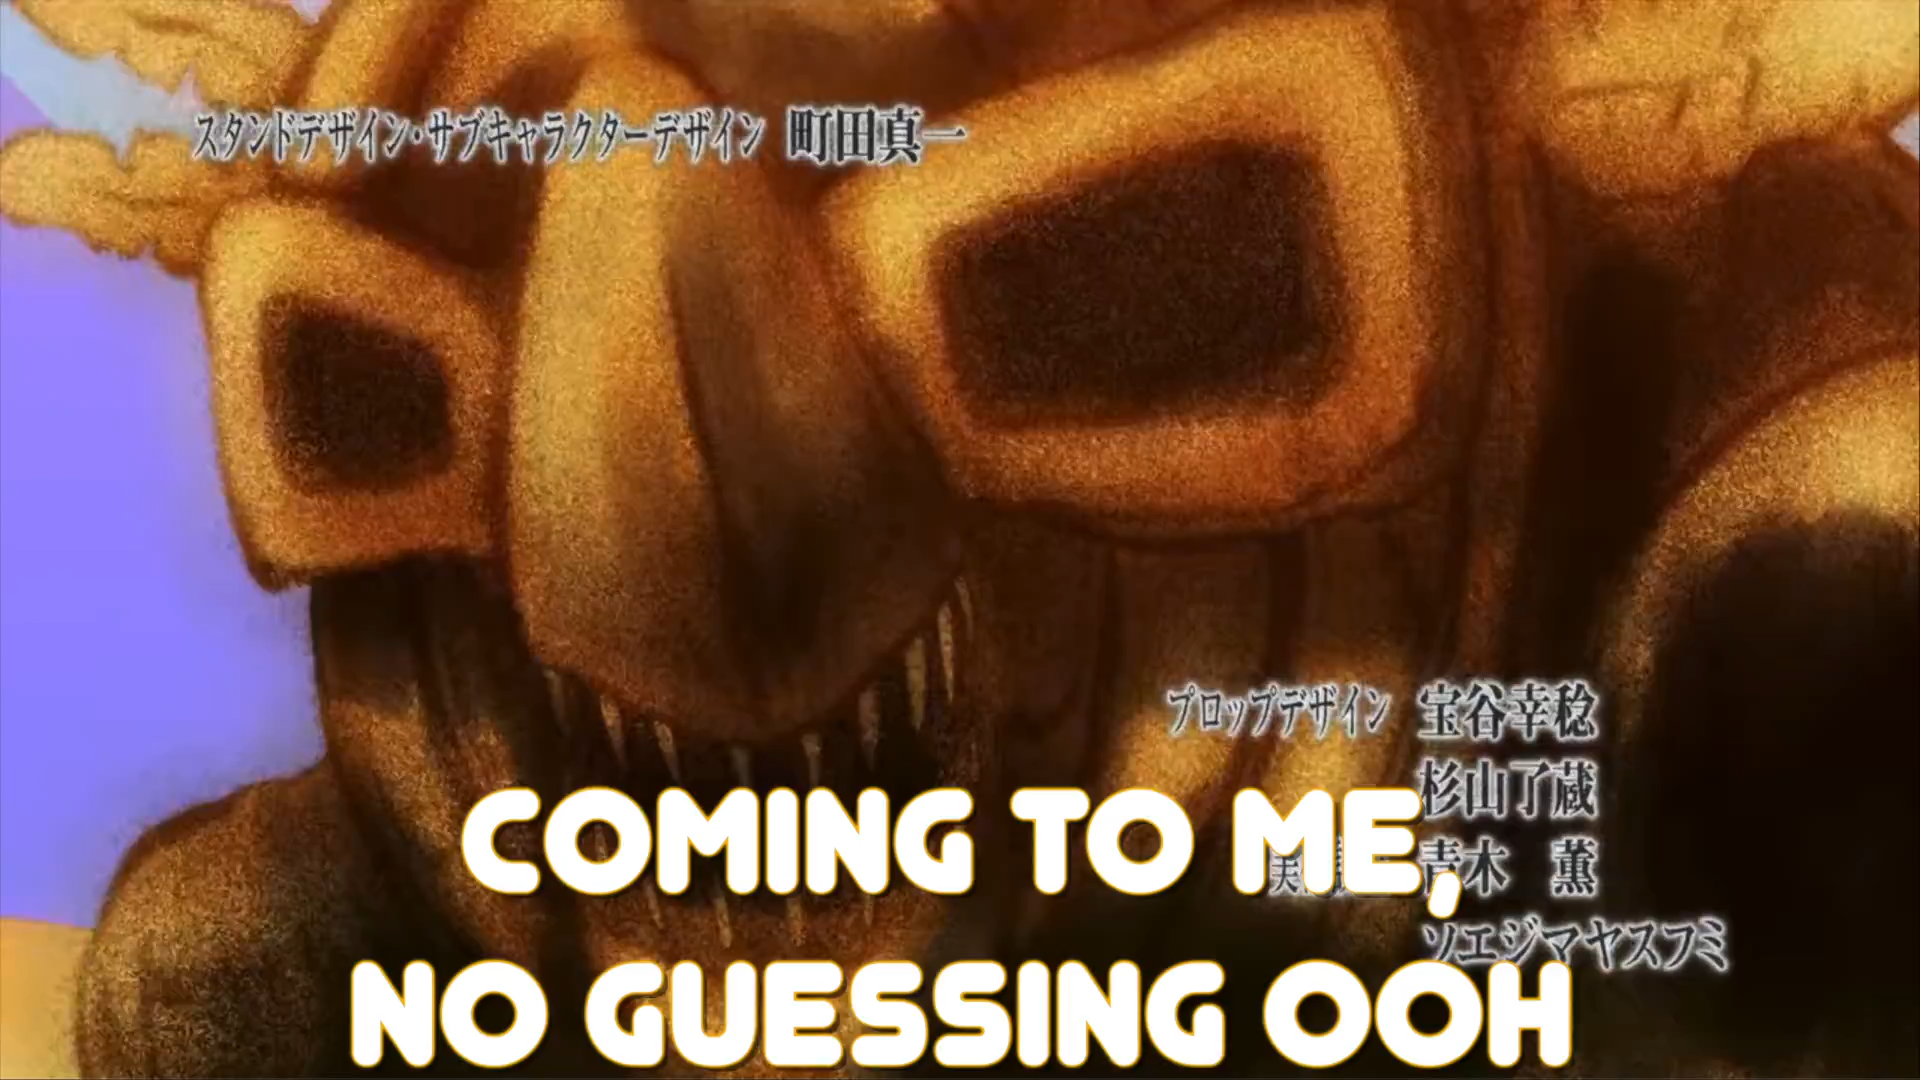 スタンドデザイン・サブキャラクターデザイン 町田真一
プロップデザイン 宝谷幸稔
杉山了蔵
青木 薫
ソエジマヤスフミ
COMING TO ME,
NO GUESSING OOH